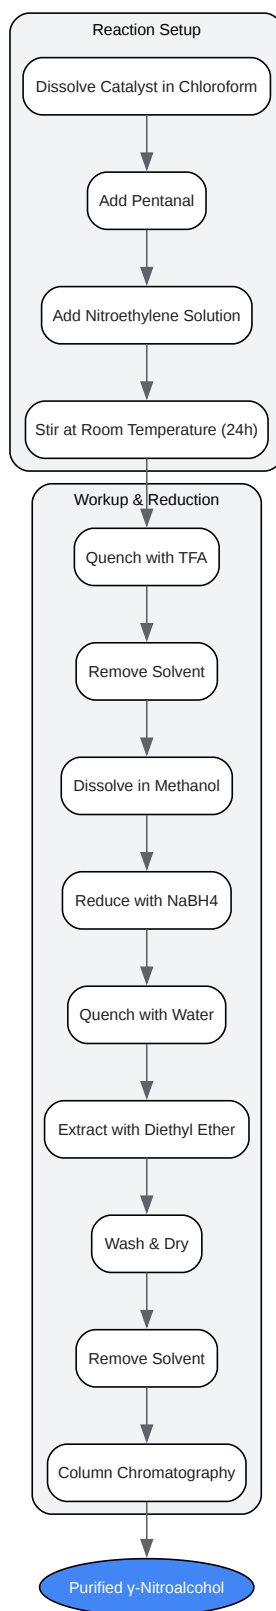 Reaction Setup
Dissolve Catalyst in Chloroform
Add Pentanal
Add Nitroethylene Solution
Stir at Room Temperature (24h)
Workup & Reduction
Quench with TFA
Remove Solvent
Dissolve in Methanol
Reduce with NaBH4
Quench with Water
Extract with Diethyl Ether
Wash & Dry
Remove Solvent
Column Chromatography
Purified γ-Nitroalcohol